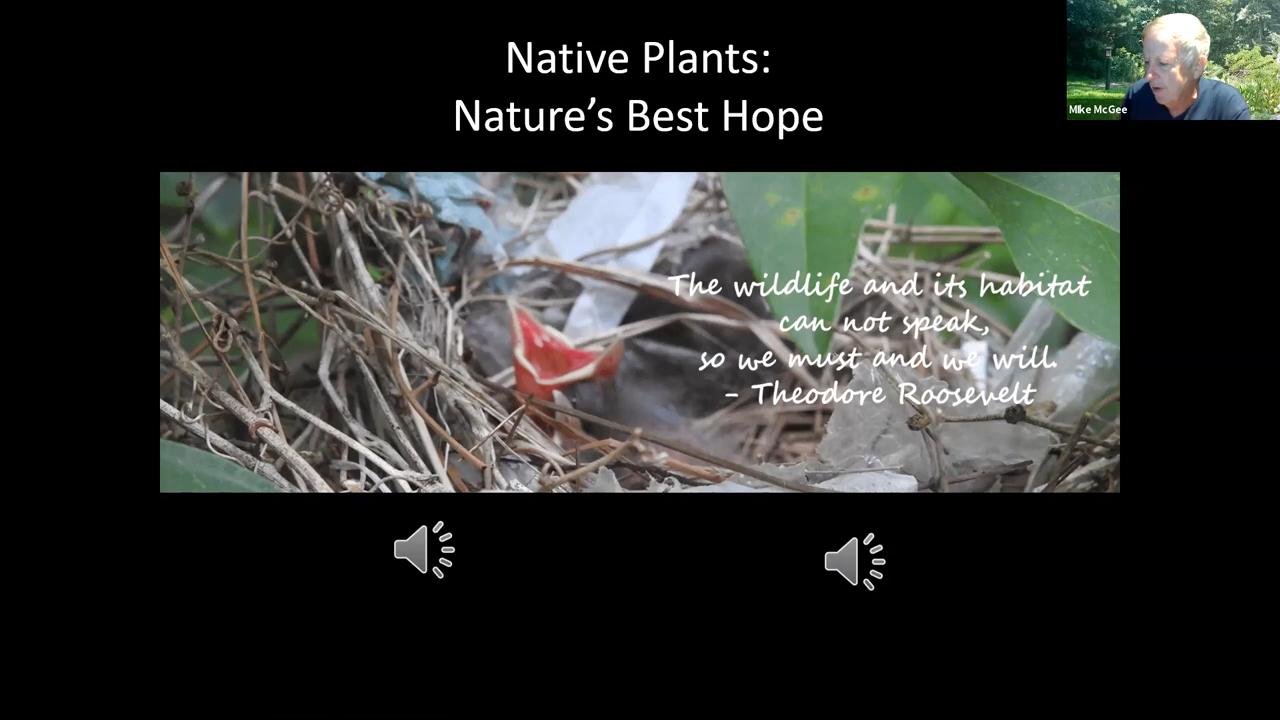 Native Plants:
Nature’s Best Hope
MIke McGee
The wildlife and its habitat
can not speak,
so we must and we will.
- Theodore Roosevelt